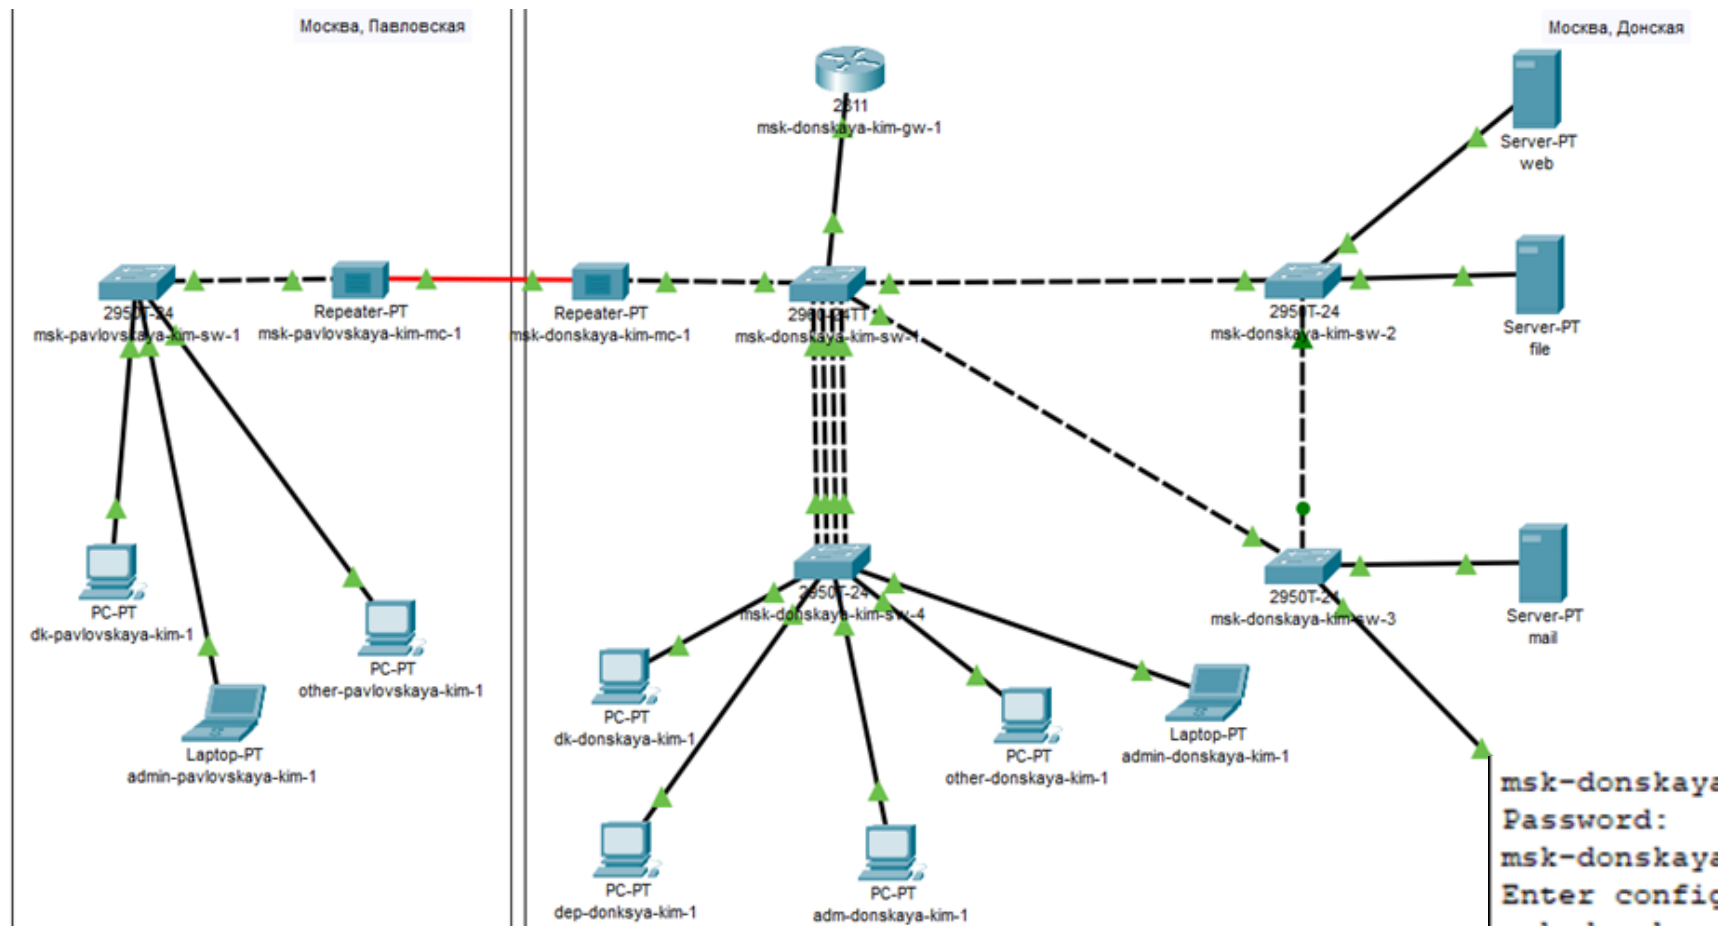 Москва, Павловская
Москва, Донская
2811
msk-donskaya-kim-gw-1
Server-PT
web
2950T-24
msk-pavlovskaya-kim-sw-1
Repeater-PT
msk-pavlovskaya-kim-mc-1
Repeater-PT
msk-donskaya-kim-mc-1
2960-24TT
msk-donskaya-kim-sw-1
2950T-24
msk-donskaya-kim-sw-2
Server-PT
file
PC-PT
dk-pavlovskaya-kim-1
PC-PT
other-pavlovskaya-kim-1
Laptop-PT
admin-pavlovskaya-kim-1
2950T-24
msk-donskaya-kim-sw-4
2950T-24
msk-donskaya-kim-sw-3
Server-PT
mail
PC-PT
dk-donskaya-kim-1
PC-PT
other-donskaya-kim-1
Laptop-PT
admin-donskaya-kim-1
PC-PT
dep-donksya-kim-1
PC-PT
adm-donskaya-kim-1
msk-donskaya
Password:
msk-donskaya
Enter config